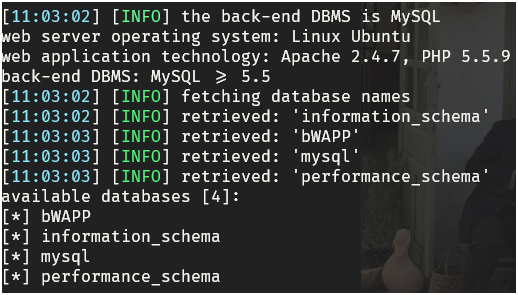 [11:03:02] [INFO] the back-end DBMS is MySQL
web server operating system: Linux Ubuntu
web application technology: Apache 2.4.7, PHP 5.5.9
back-end DBMS: MySQL ≥ 5.5
[11:03:02] [INFO] fetching database names
[11:03:02] [INFO] retrieved: 'information_schema'
[11:03:03] [INFO] retrieved: 'bWAPP'
[11:03:03] [INFO] retrieved: 'mysql'
[11:03:03] [INFO] retrieved: 'performance_schema'
available databases [4]:
[*] bWAPP
[*] information_schema
[*] mysql
[*] performance_schema